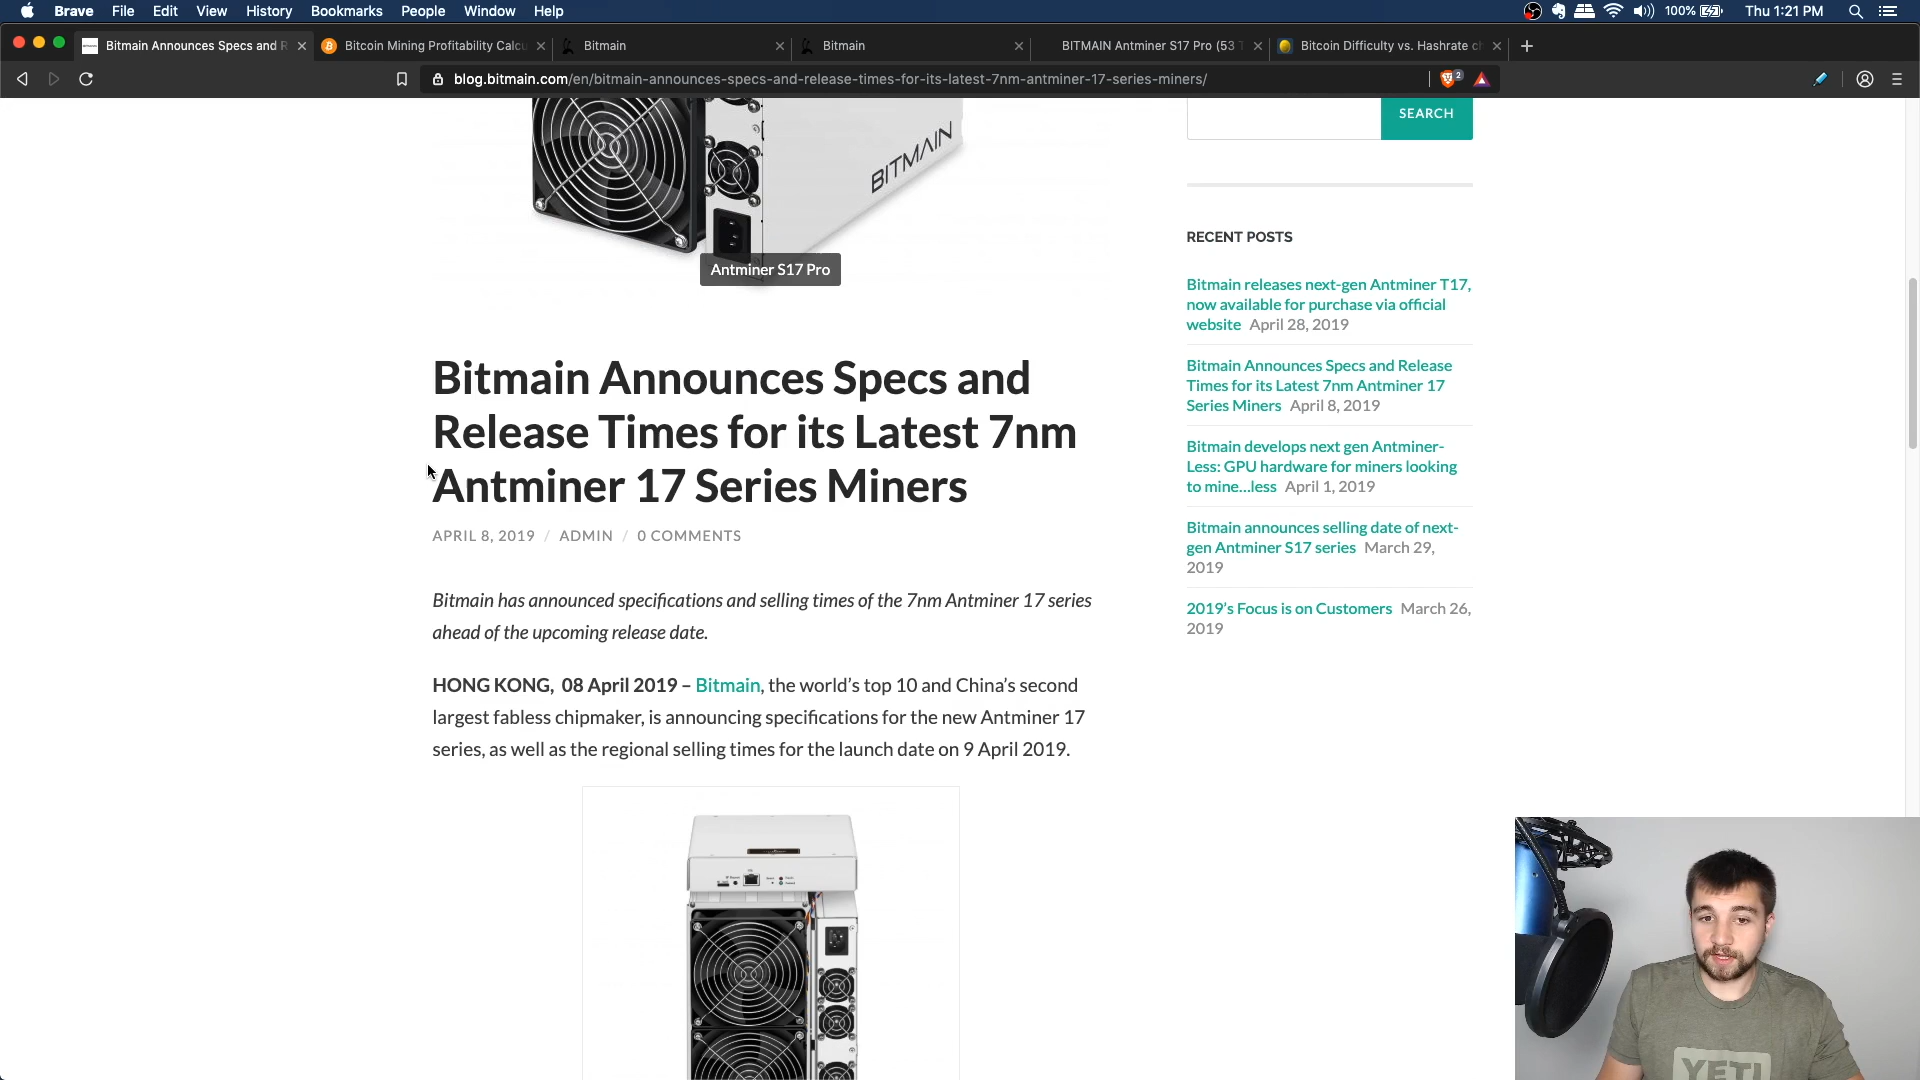 Brave File Edit View History Bookmarks People Window Help 100% Thu 1:21 PM
Bitmain Announces Specs and R Bitcoin Mining Profitability Calcu Bitmain Bitmain BITMAIN Antminer S17 Pro (53 T Bitcoin Difficulty vs. Hashrate c
blog.bitmain.com/en/bitmain-announces-specs-and-release-times-for-its-latest-7nm-antminer-17-series-miners/ 2
BITMAIN
Antminer S17 Pro
Bitmain Announces Specs and
Release Times for its Latest 7nm
Antminer 17 Series Miners
APRIL 8, 2019 / ADMIN / 0 COMMENTS
Bitmain has announced specifications and selling times of the 7nm Antminer 17 series
ahead of the upcoming release date.
HONG KONG, 08 April 2019 – Bitmain, the world's top 10 and China's second
largest fabless chipmaker, is announcing specifications for the new Antminer 17
series, as well as the regional selling times for the launch date on 9 April 2019.
SEARCH
RECENT POSTS
Bitmain releases next-gen Antminer T17,
now available for purchase via official
website April 28, 2019
Bitmain Announces Specs and Release
Times for its Latest 7nm Antminer 17
Series Miners April 8, 2019
Bitmain develops next gen Antminer-
Less: GPU hardware for miners looking
to mine...less April 1, 2019
Bitmain announces selling date of next-
gen Antminer S17 series March 29,
2019
2019's Focus is on Customers March 26,
2019
YETI